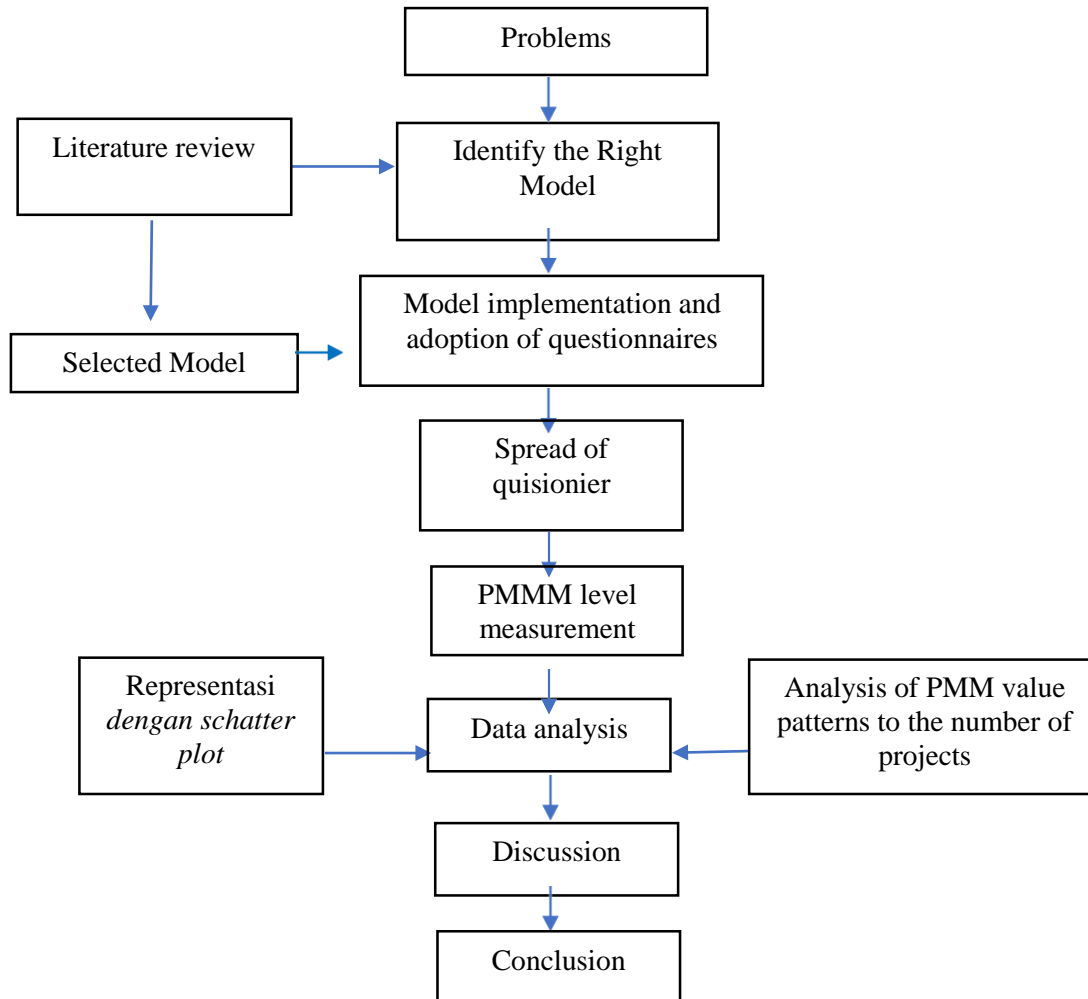 Problems
Literature review
Identify the Right
Model
Model implementation and
adoption of questionnaires
Selected Model
Spread of
quisionier
PMMM level
measurement
Representasi
dengan schatter
plot
Data analysis
Analysis of PMM value
patterns to the number of
projects
Discussion
Conclusion